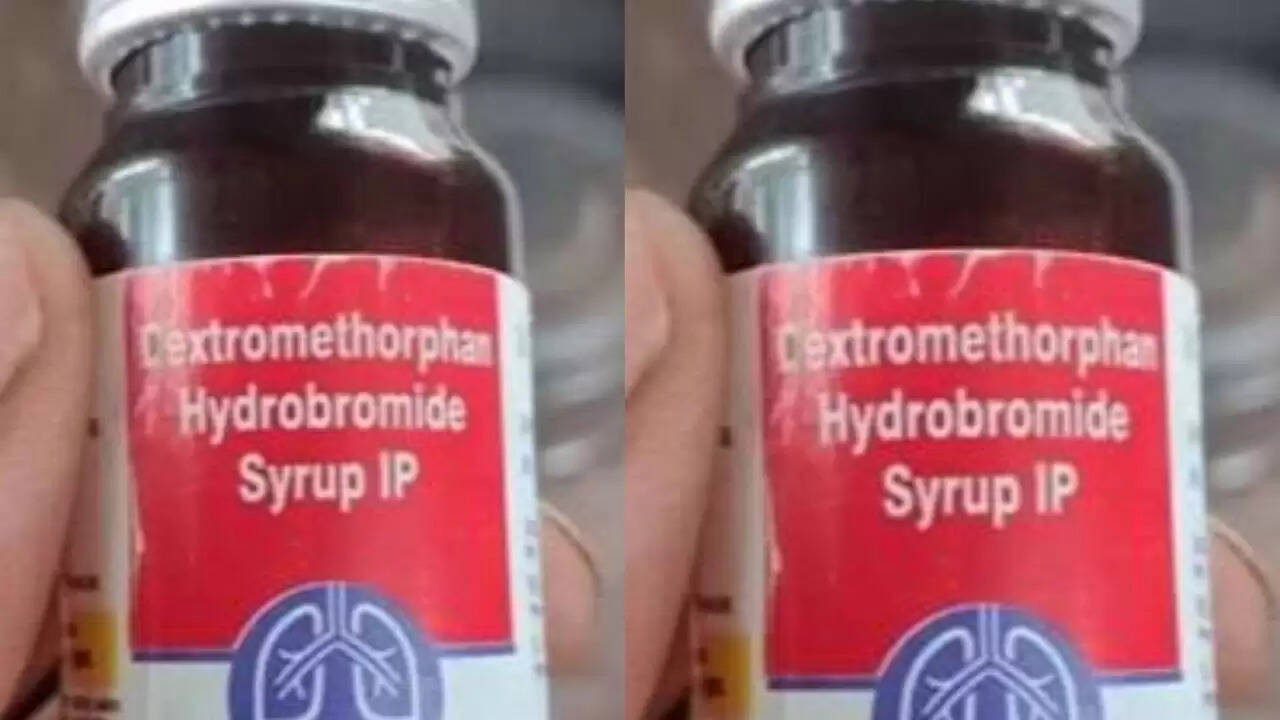 Dextromethorphan
Hydrobromide
Syrup IP
Dextromethorphan
Hydrobromide
Syrup IP